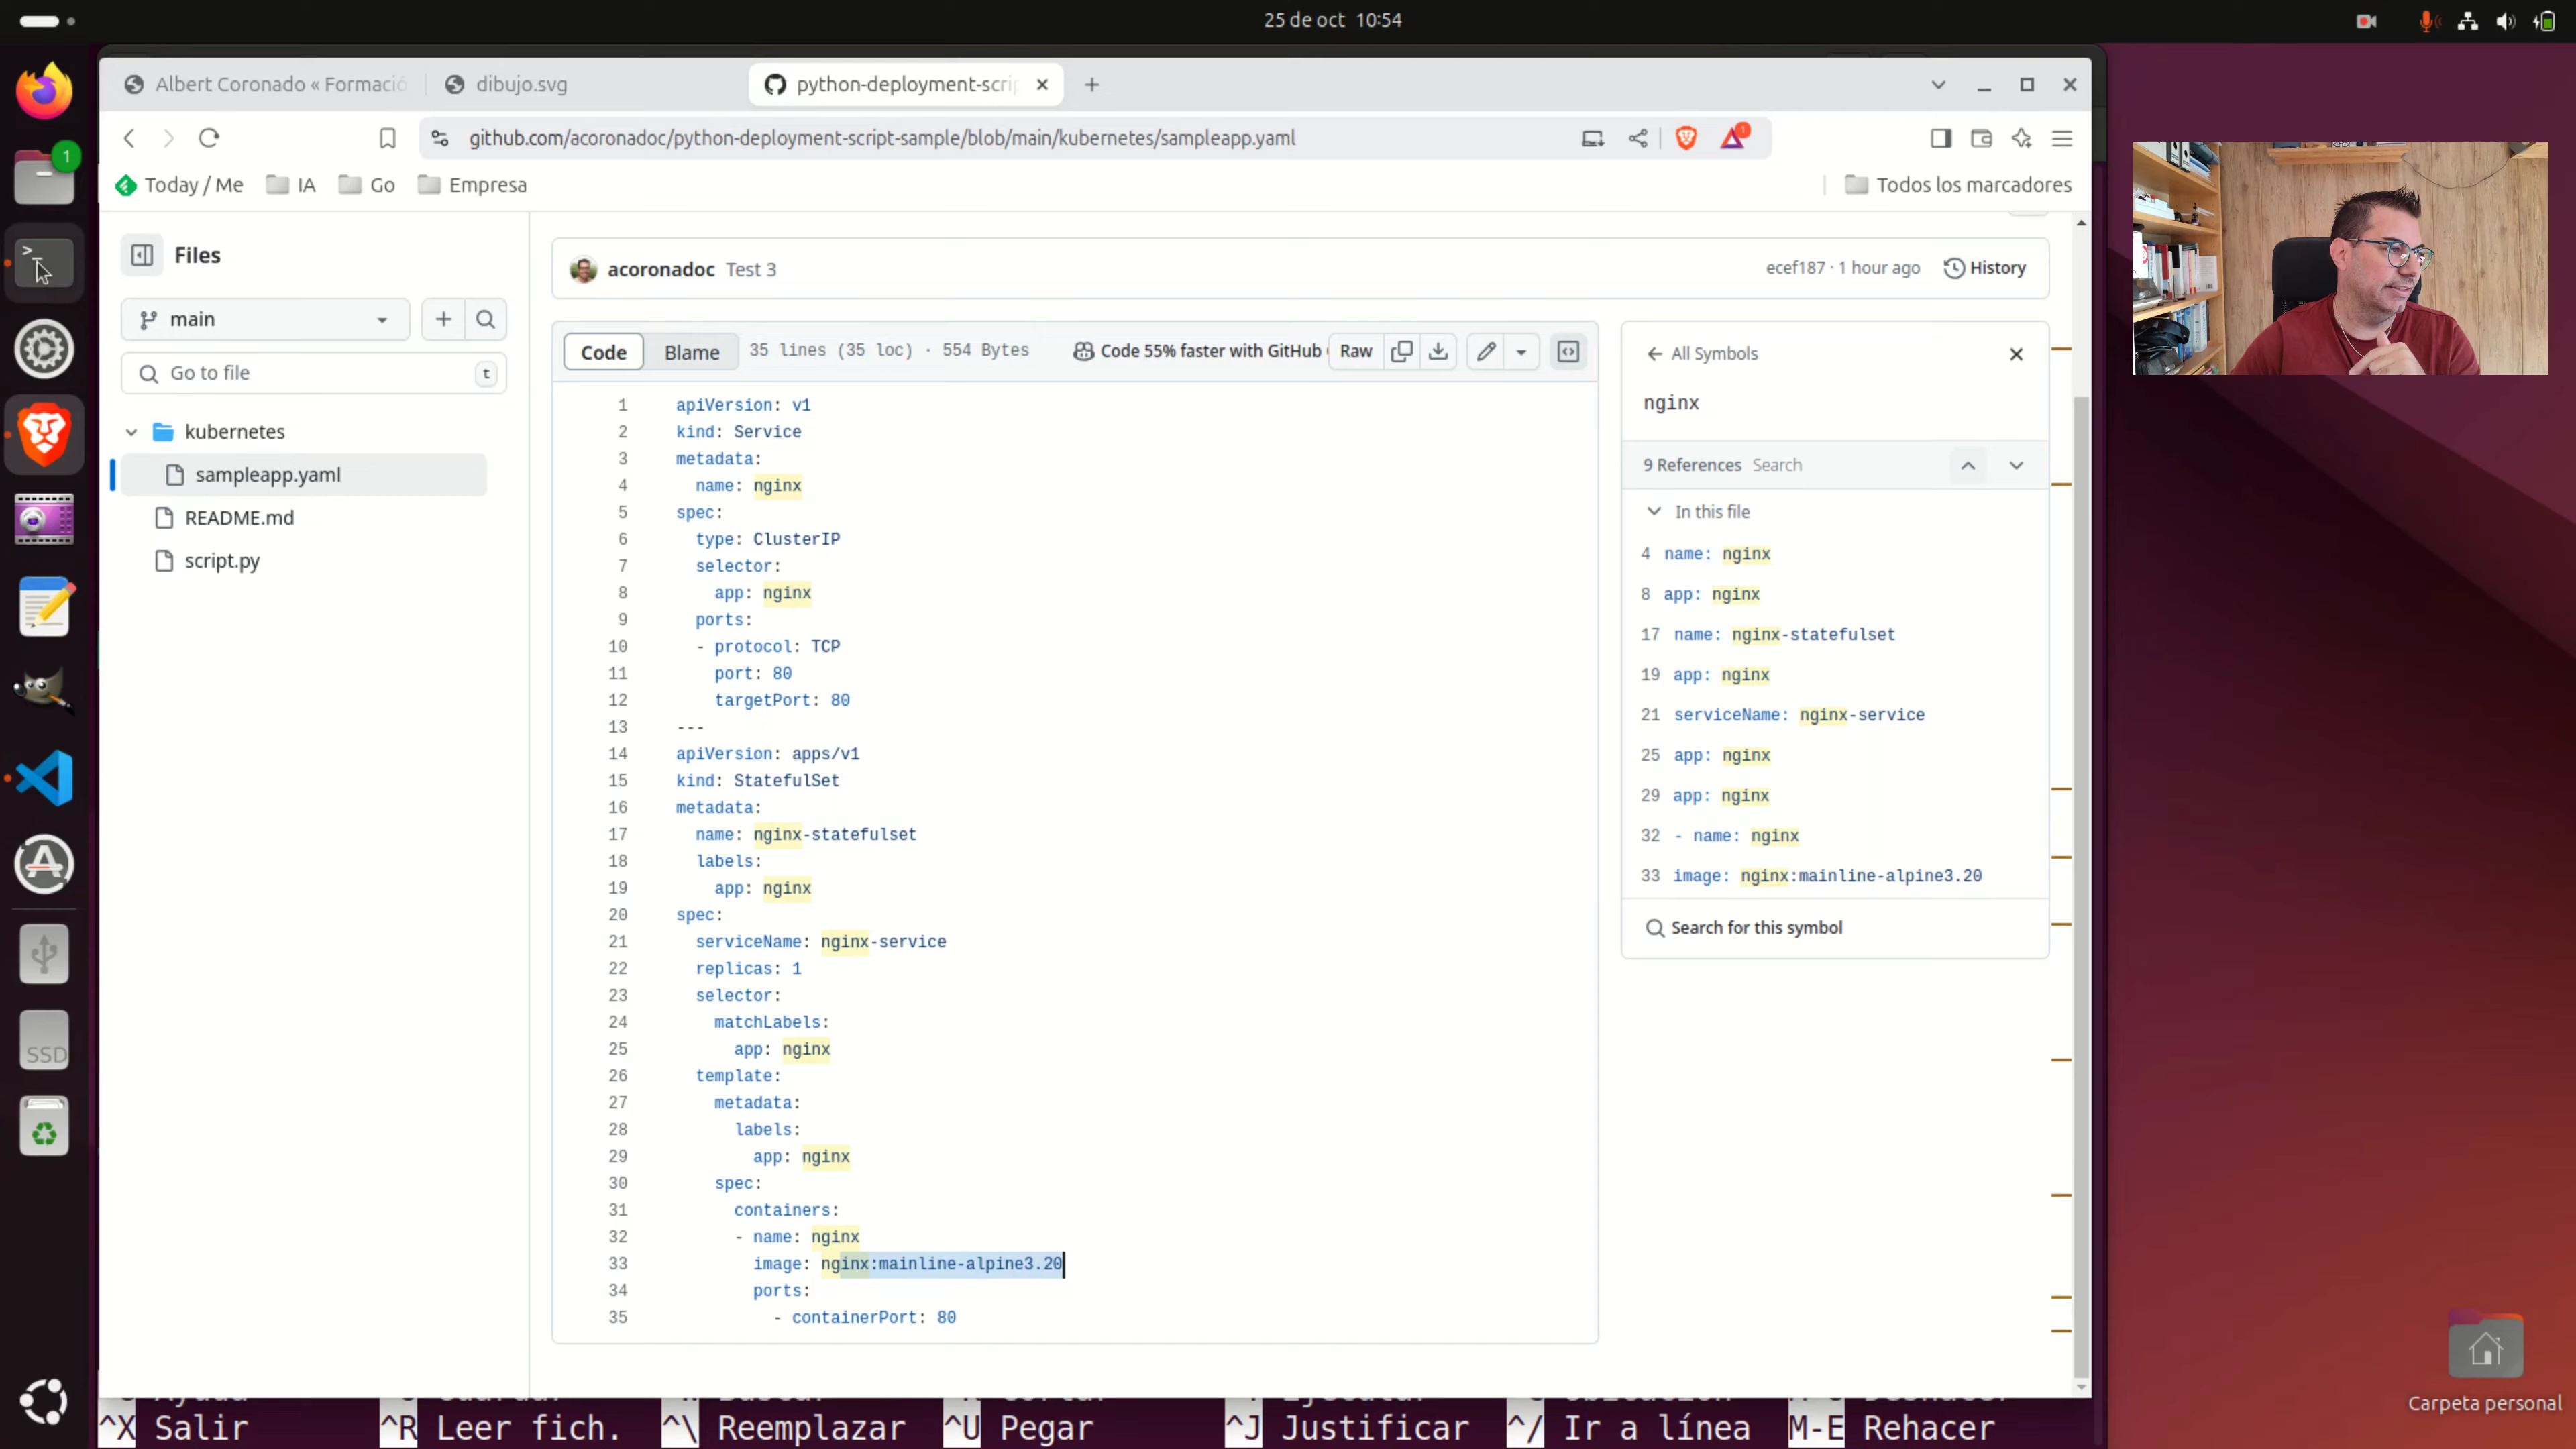 25 de oct 10:54
Albert Coronado « Formació
dibujo.svg
python-deployment-scri
github.com/acoronadoc/python-deployment-script-sample/blob/main/kubernetes/sampleapp.yaml
1
Today / Me
IA
Go
Empresa
Todos los marcadores
1
Files
acoronadoc Test 3
ecef187 · 1 hour ago
History
main
Code
Blame
35 lines (35 loc) · 554 Bytes
Code 55% faster with GitHub
Raw
All Symbols
Go to file
t
nginx
kubernetes
sampleapp.yaml
README.md
script.py
9 References Search
In this file
4 name: nginx
8 app: nginx
17 name: nginx-statefulset
19 app: nginx
21 serviceName: nginx-service
25 app: nginx
29 app: nginx
32 - name: nginx
33 image: nginx:mainline-alpine3.20
Search for this symbol
1 apiVersion: v1
2 kind: Service
3 metadata:
4 name: nginx
5 spec:
6 type: ClusterIP
7 selector:
8 app: nginx
9 ports:
10 - protocol: TCP
11 port: 80
12 targetPort: 80
13 ---
14 apiVersion: apps/v1
15 kind: StatefulSet
16 metadata:
17 name: nginx-statefulset
18 labels:
19 app: nginx
20 spec:
21 serviceName: nginx-service
22 replicas: 1
23 selector:
24 matchLabels:
25 app: nginx
26 template:
27 metadata:
28 labels:
29 app: nginx
30 spec:
31 containers:
32 - name: nginx
33 image: nginx:mainline-alpine3.20
34 ports:
35 - containerPort: 80
SSD
Carpeta personal
^X Salir ^R Leer fich. ^\ Reemplazar ^U Pegar ^J Justificar ^/ Ir a línea M-E Rehacer